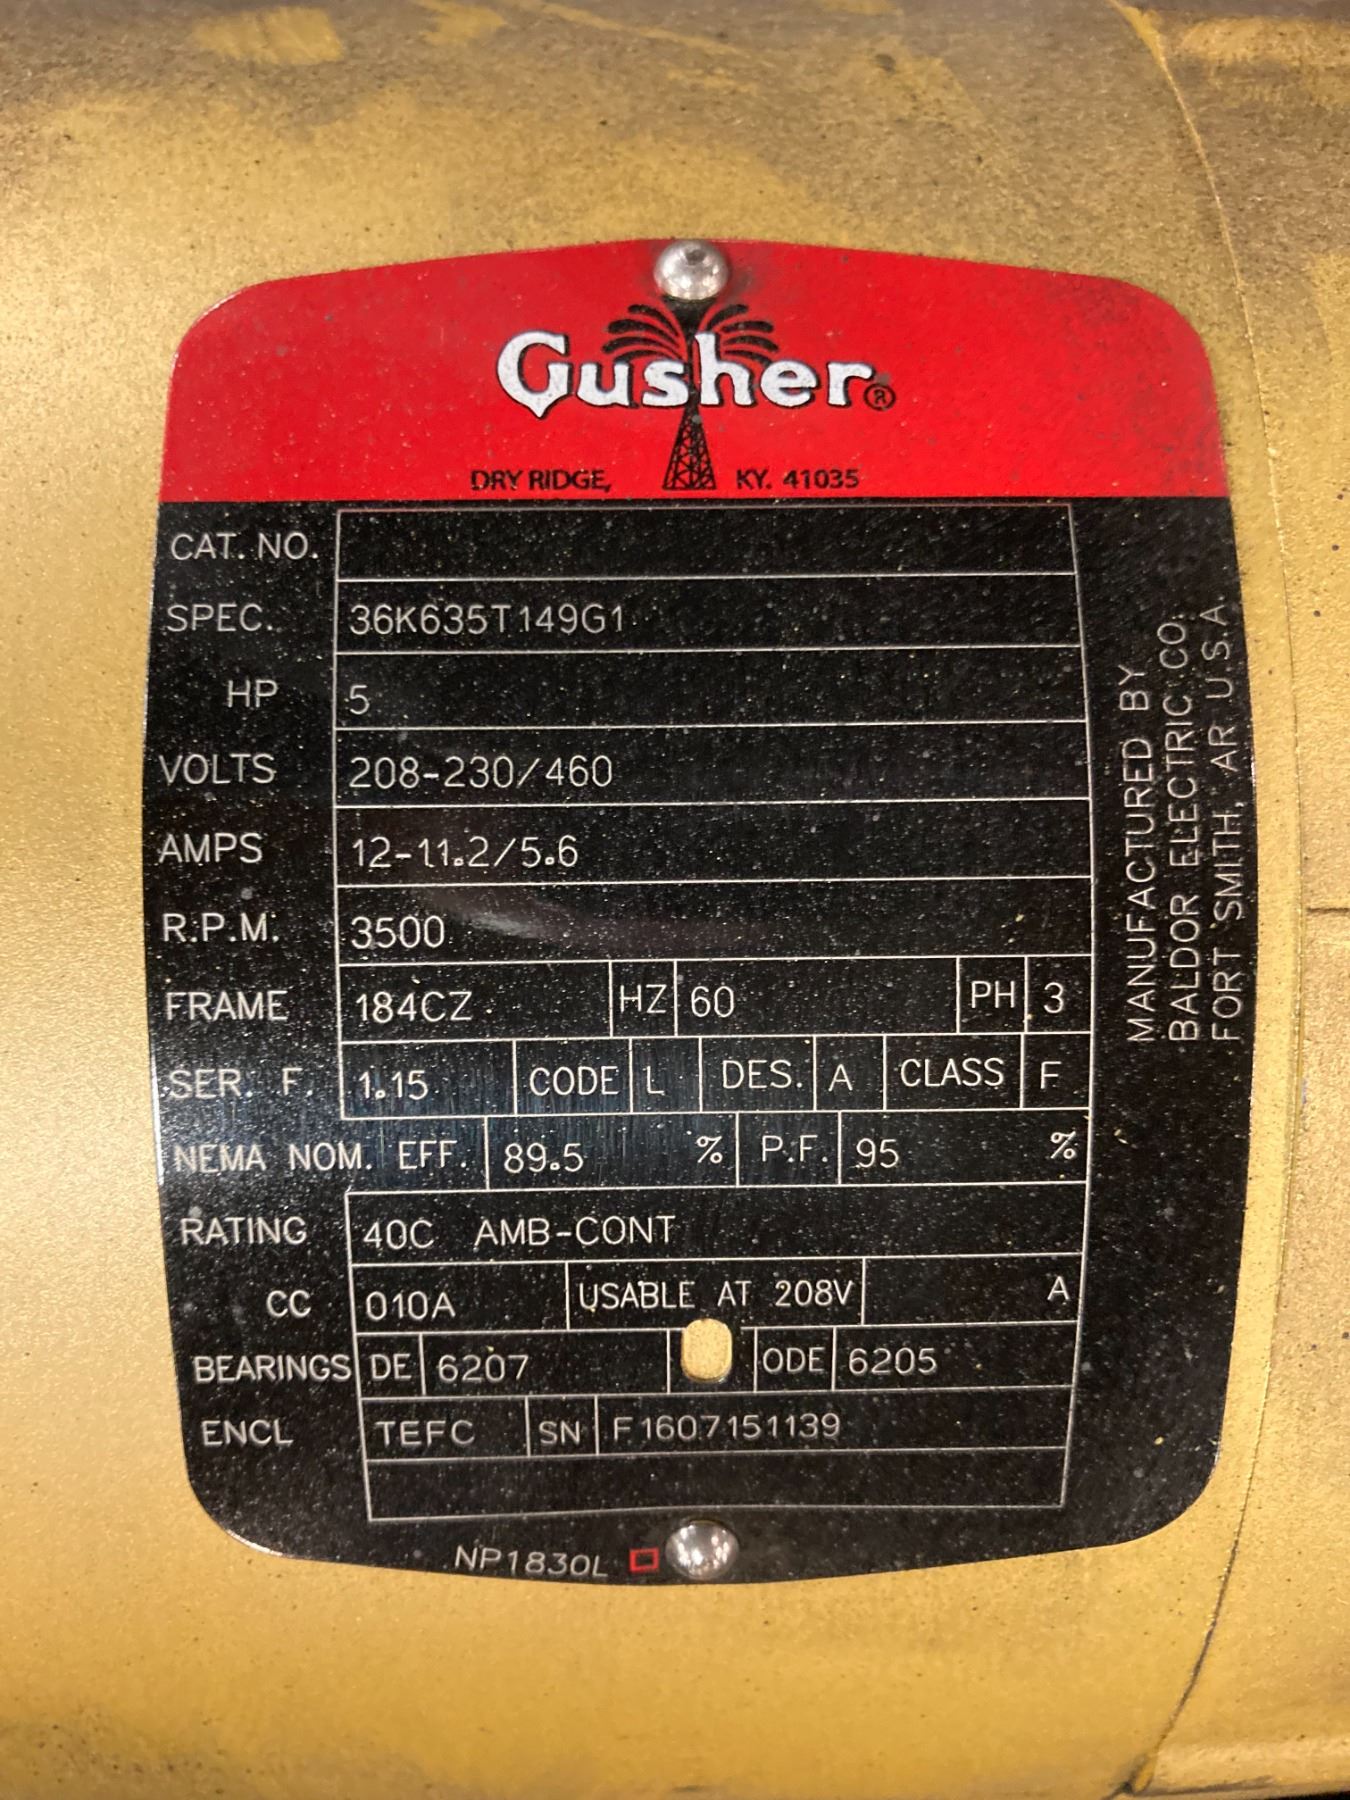 Gusher®
DRY RIDGE, KY. 41035
CAT. NO.
SPEC. 36K635T149G1
HP 5
VOLTS 208-230/460
AMPS 12-11.2/5.6
R.P.M. 3500
FRAME 184CZ HZ 60 PH 3
SER. F. 1.15 CODE L DES. A CLASS F
NEMA NOM. EFF. 89.5 % P.F. 95 %
RATING 40C AMB-CONT
CC 010A USABLE AT 208V A
BEARINGS DE 6207 ODE 6205
ENCL TEFC SN F1607151139
NP1830L
MANUFACTURED BY
BALDOR ELECTRIC CO.
FORT SMITH, AR U.S.A.